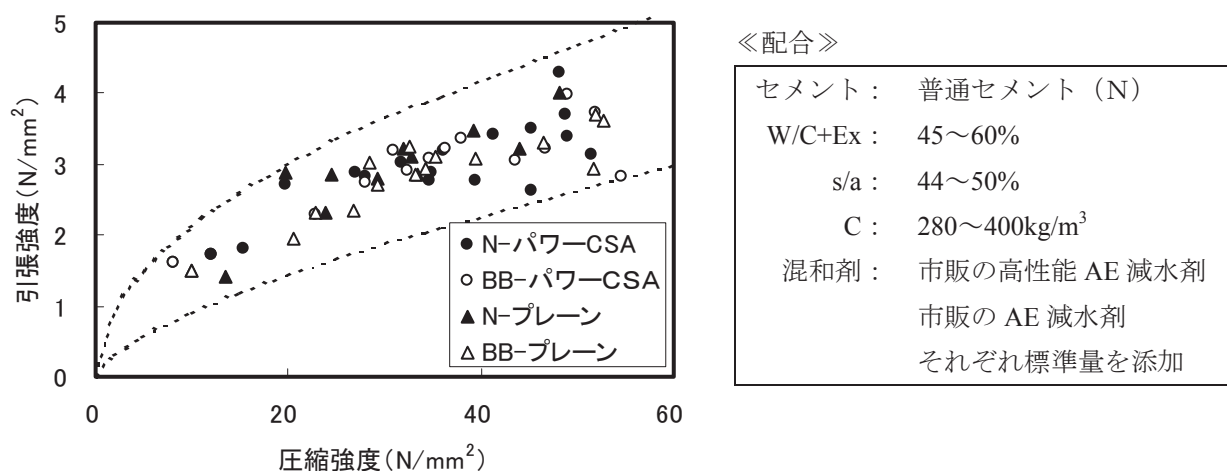 5
4
3
2
1
0
引張強度(N/mm²)
0 20 40 60
圧縮強度(N/mm²)
N-パワーCSA
BB-パワーCSA
N-プレーン
BB-プレーン
≪配合≫
セメント： 普通セメント（N）
W/C+Ex： 45～60%
s/a： 44～50%
C： 280～400kg/m³
混和剤： 市販の高性能 AE 減水剤
市販の AE 減水剤
それぞれ標準量を添加